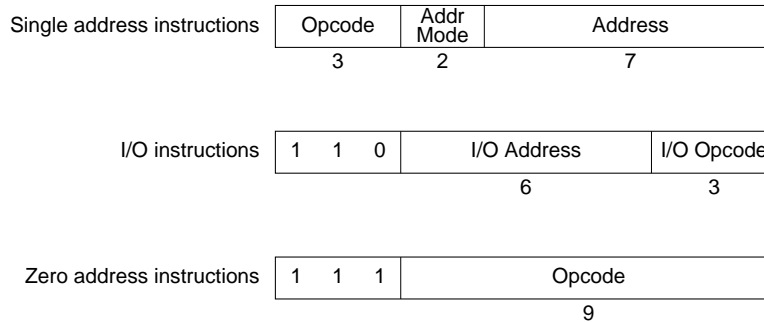 Single address instructions Opcode Addr Mode Address
3 2 7
I/O instructions 1 1 0 I/O Address I/O Opcode
6 3
Zero address instructions 1 1 1 Opcode
9